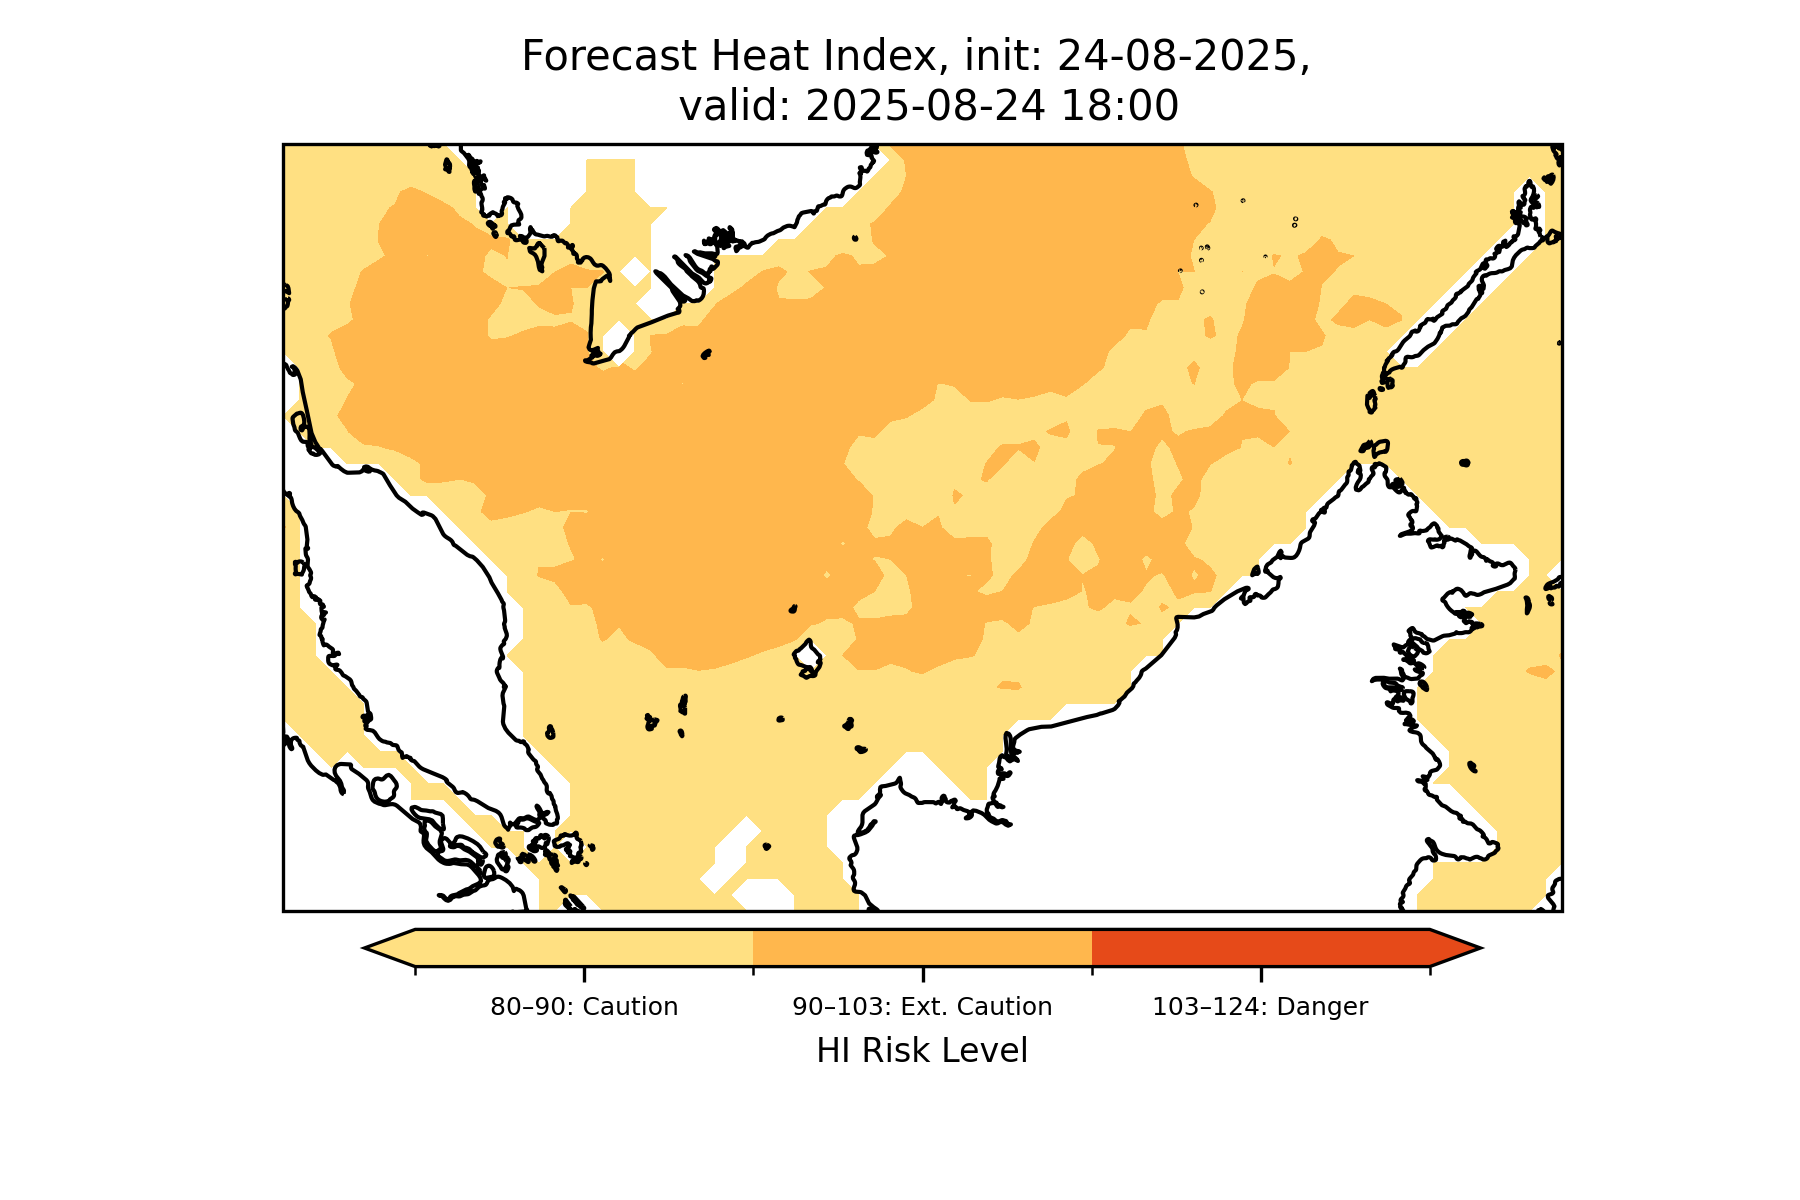 Forecast Heat Index, init: 24-08-2025,
valid: 2025-08-24 18:00
80–90: Caution
90–103: Ext. Caution
103–124: Danger
HI Risk Level